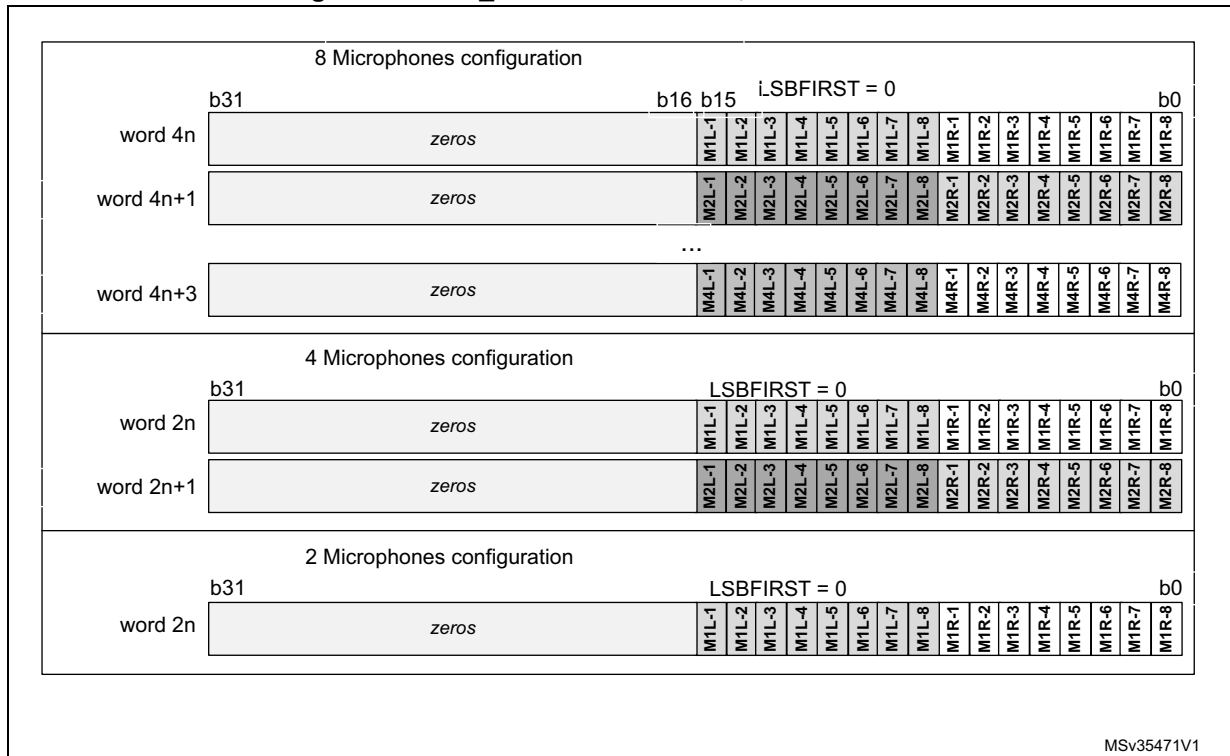 8 Microphones configuration
LSBFIRST = 0
b31 b16 b15 b0
word 4n zeros M1L-1 M1L-2 M1L-3 M1L-4 M1L-5 M1L-6 M1L-7 M1L-8 M1R-1 M1R-2 M1R-3 M1R-4 M1R-5 M1R-6 M1R-7 M1R-8
word 4n+1 zeros M2L-1 M2L-2 M2L-3 M2L-4 M2L-5 M2L-6 M2L-7 M2L-8 M2R-1 M2R-2 M2R-3 M2R-4 M2R-5 M2R-6 M2R-7 M2R-8
...
word 4n+3 zeros M4L-1 M4L-2 M4L-3 M4L-4 M4L-5 M4L-6 M4L-7 M4L-8 M4R-1 M4R-2 M4R-3 M4R-4 M4R-5 M4R-6 M4R-7 M4R-8
4 Microphones configuration
b31 LSBFIRST = 0 b0
word 2n zeros M1L-1 M1L-2 M1L-3 M1L-4 M1L-5 M1L-6 M1L-7 M1L-8 M1R-1 M1R-2 M1R-3 M1R-4 M1R-5 M1R-6 M1R-7 M1R-8
word 2n+1 zeros M2L-1 M2L-2 M2L-3 M2L-4 M2L-5 M2L-6 M2L-7 M2L-8 M2R-1 M2R-2 M2R-3 M2R-4 M2R-5 M2R-6 M2R-7 M2R-8
2 Microphones configuration
b31 LSBFIRST = 0 b0
word 2n zeros M1L-1 M1L-2 M1L-3 M1L-4 M1L-5 M1L-6 M1L-7 M1L-8 M1R-1 M1R-2 M1R-3 M1R-4 M1R-5 M1R-6 M1R-7 M1R-8
MSv35471V1